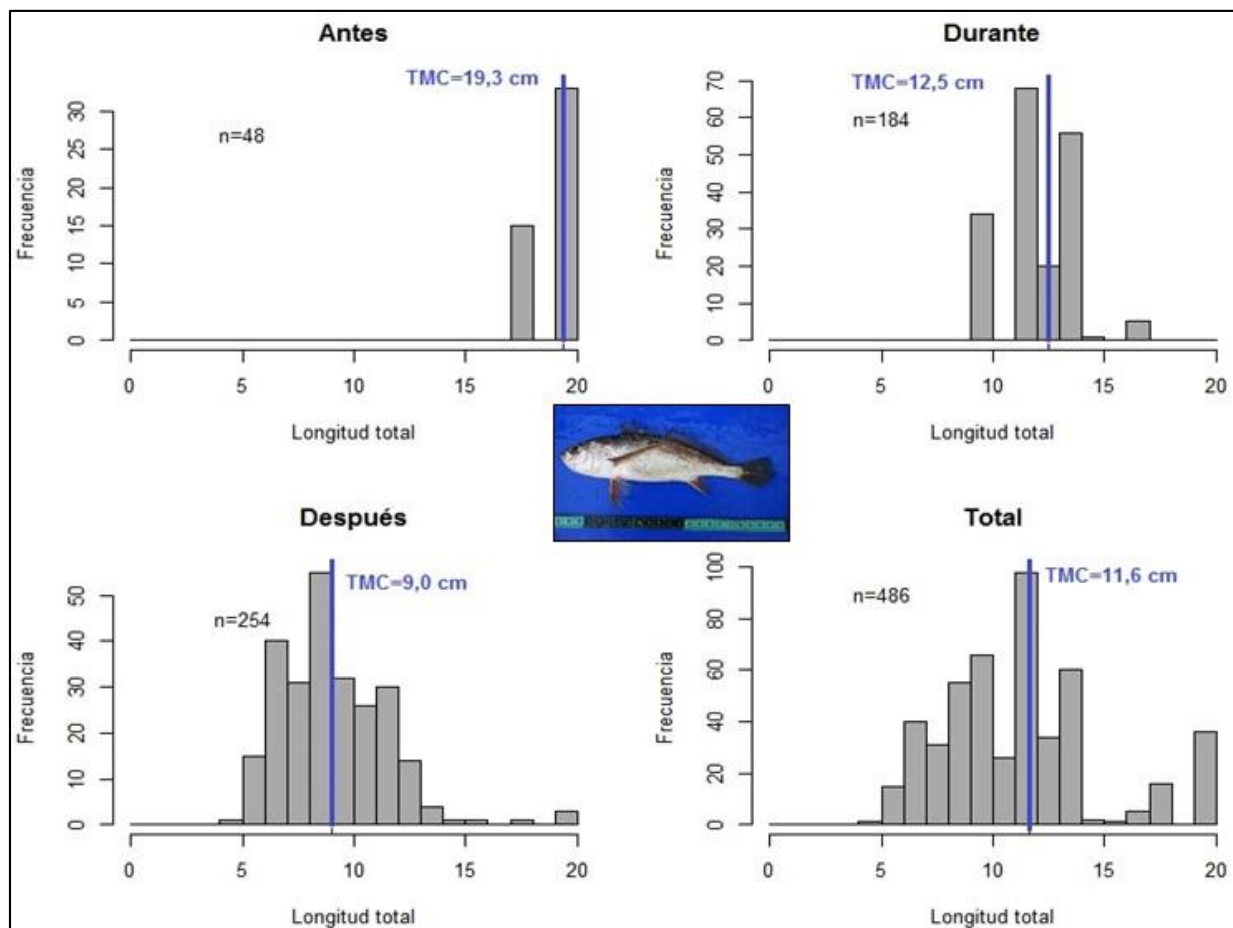 Antes
TMC=19,3 cm
n=48
Frecuencia
30
25
20
15
10
5
0
0 5 10 15 20
Longitud total
Durante
TMC=12,5 cm
n=184
Frecuencia
70
60
50
40
30
20
10
0
0 5 10 15 20
Longitud total
Después
TMC=9,0 cm
n=254
Frecuencia
50
40
30
20
10
0
0 5 10 15 20
Longitud total
Total
TMC=11,6 cm
n=486
Frecuencia
100
80
60
40
20
0
0 5 10 15 20
Longitud total